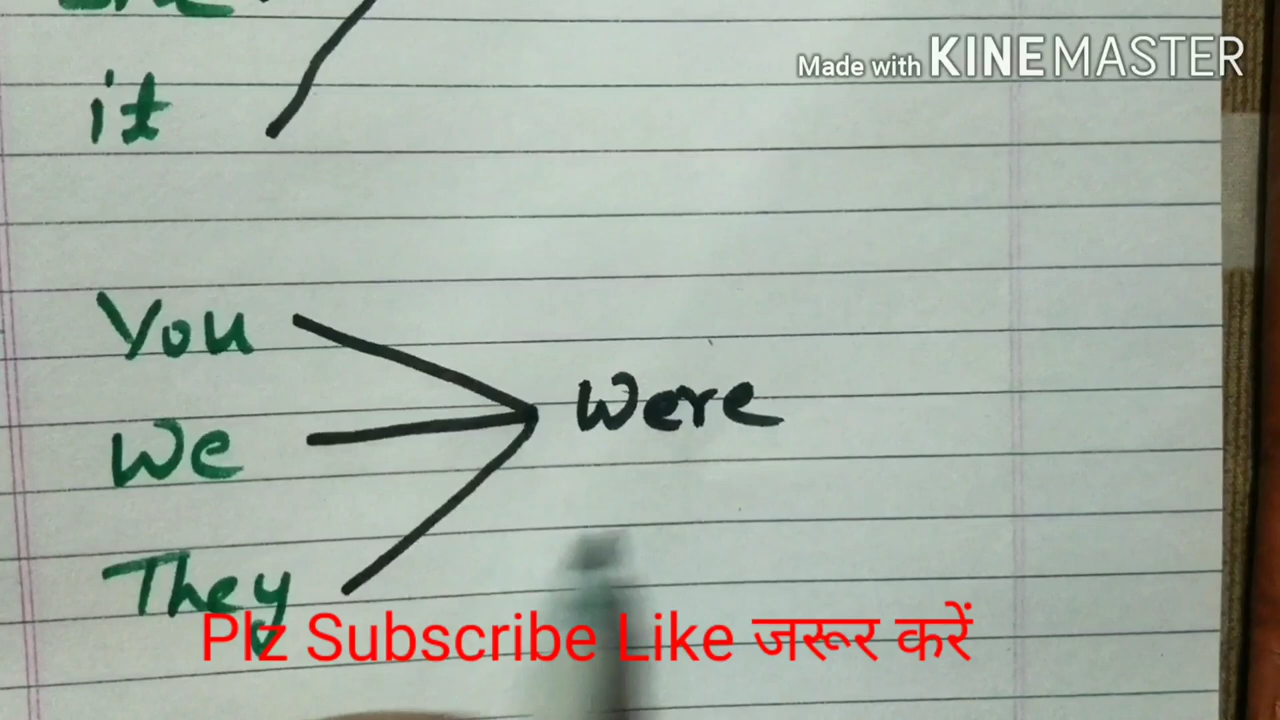 Made with KINEMASTER
it
You
Were
We
They
Plz Subscribe Like जरूर करें